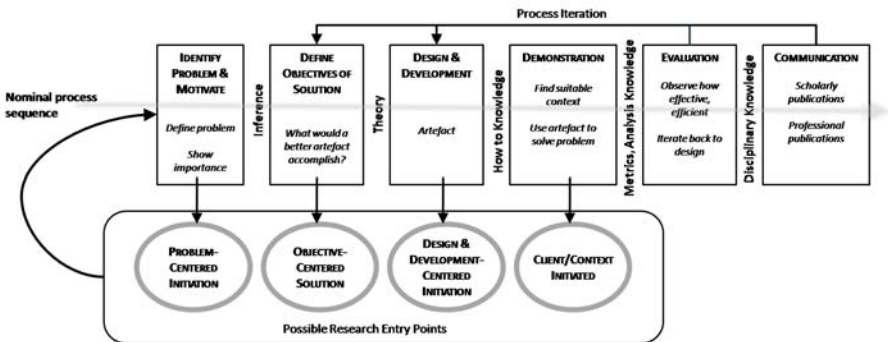 Process Iteration
Nominal process
sequence
IDENTIFY
PROBLEM &
MOTIVATE
Define problem
Show
importance
Inference
DEFINE
OBJECTIVES OF
SOLUTION
What would a
better artefact
accomplish?
Theory
DESIGN &
DEVELOPMENT
Artefact
How to Knowledge
DEMONSTRATION
Find suitable
context
Use artefact to
solve problem
Metrics, Analysis Knowledge
EVALUATION
Observe how
effective,
efficient
Iterate back to
design
Disciplinary Knowledge
COMMUNICATION
Scholarly
publications
Professional
publications
PROBLEM-
CENTERED
INITIATION
OBJECTIVE-
CENTERED
SOLUTION
DESIGN &
DEVELOPMENT-
CENTERED
INITIATION
CLIENT/CONTEXT
INITIATED
Possible Research Entry Points